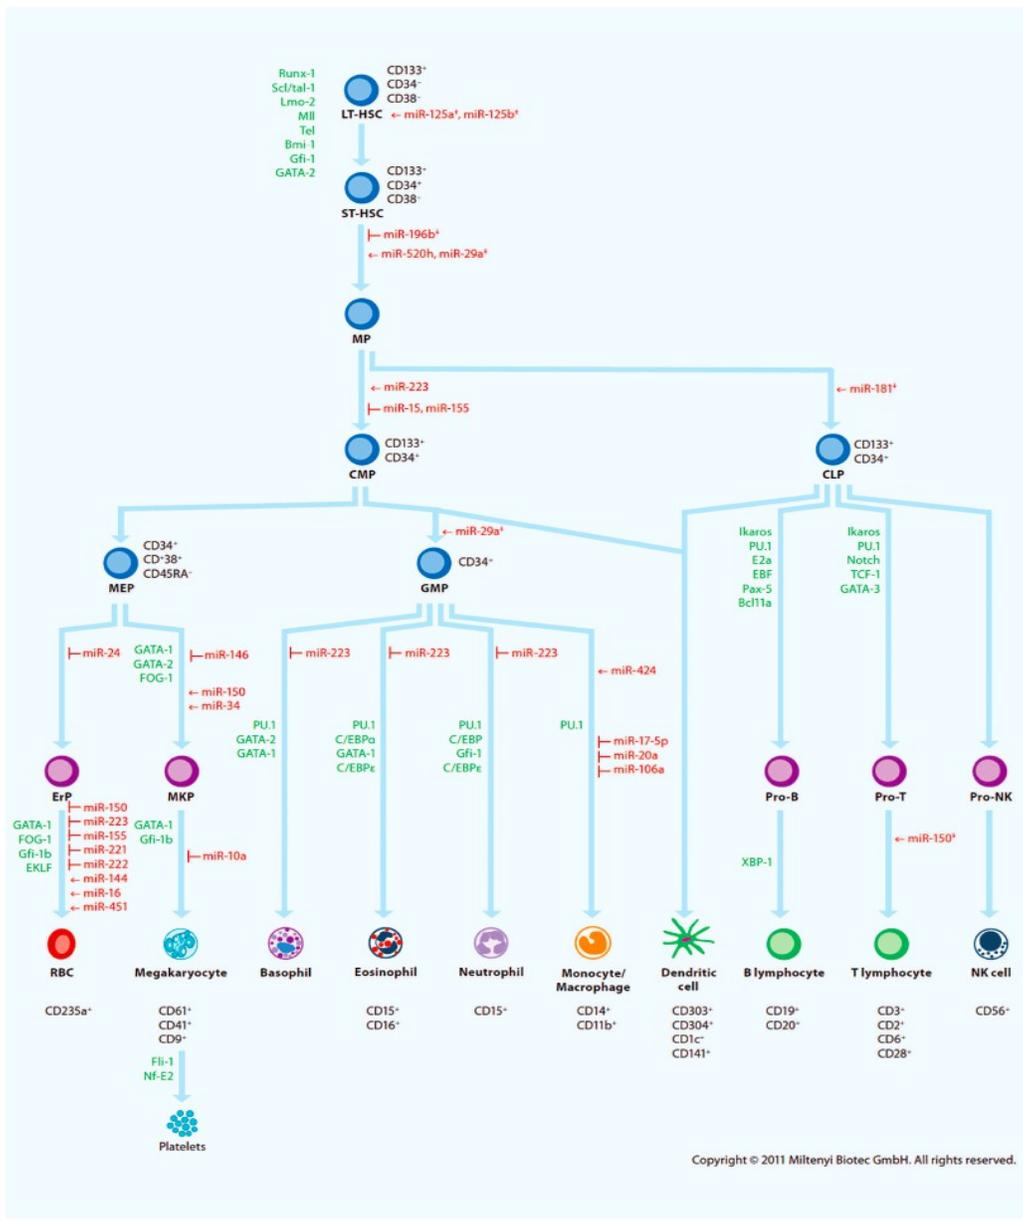 Runx-1
Scl/tal-1
Lmo-2
Mll
Tel
Bmi-1
Gfi-1
GATA-2
CD133⁺
CD34⁻
CD38⁻
LT-HSC
← miR-125a‡, miR-125b‡
CD133⁺
CD34⁺
CD38⁻
ST-HSC
miR-196b‡
← miR-520h, miR-29a‡
MP
← miR-223
miR-15, miR-155
← miR-181‡
CD133⁺
CD34⁺
CMP
CD133⁺
CD34⁺
CLP
← miR-29a‡
CD34⁺
CD⁺38⁺
CD45RA⁻
MEP
CD34⁺
GMP
Ikaros
PU.1
E2a
EBF
Pax-5
Bcl11a
Ikaros
PU.1
Notch
TCF-1
GATA-3
miR-24
GATA-1
GATA-2
FOG-1
miR-146
← miR-150
← miR-34
miR-223
miR-223
miR-223
← miR-424
PU.1
GATA-2
GATA-1
PU.1
C/EBPα
GATA-1
C/EBPε
PU.1
C/EBP
Gfi-1
C/EBPε
PU.1
miR-17-5p
miR-20a
miR-106a
ErP
MKP
Pro-B
Pro-T
Pro-NK
GATA-1
FOG-1
Gfi-1b
EKLF
miR-150
miR-223
miR-155
miR-221
miR-222
← miR-144
← miR-16
← miR-451
GATA-1
Gfi-1b
miR-10a
XBP-1
← miR-150‡
RBC
Megakaryocyte
Basophil
Eosinophil
Neutrophil
Monocyte/
Macrophage
Dendritic
cell
B lymphocyte
T lymphocyte
NK cell
CD235a⁺
CD61⁺
CD41⁺
CD9⁺
CD15⁺
CD16⁺
CD15⁺
CD14⁺
CD11b⁺
CD303⁺
CD304⁺
CD1c⁺
CD141⁺
CD19⁺
CD20⁺
CD3⁺
CD2⁺
CD6⁺
CD28⁺
CD56⁺
Fli-1
Nf-E2
Platelets
Copyright © 2011 Miltenyi Biotec GmbH. All rights reserved.